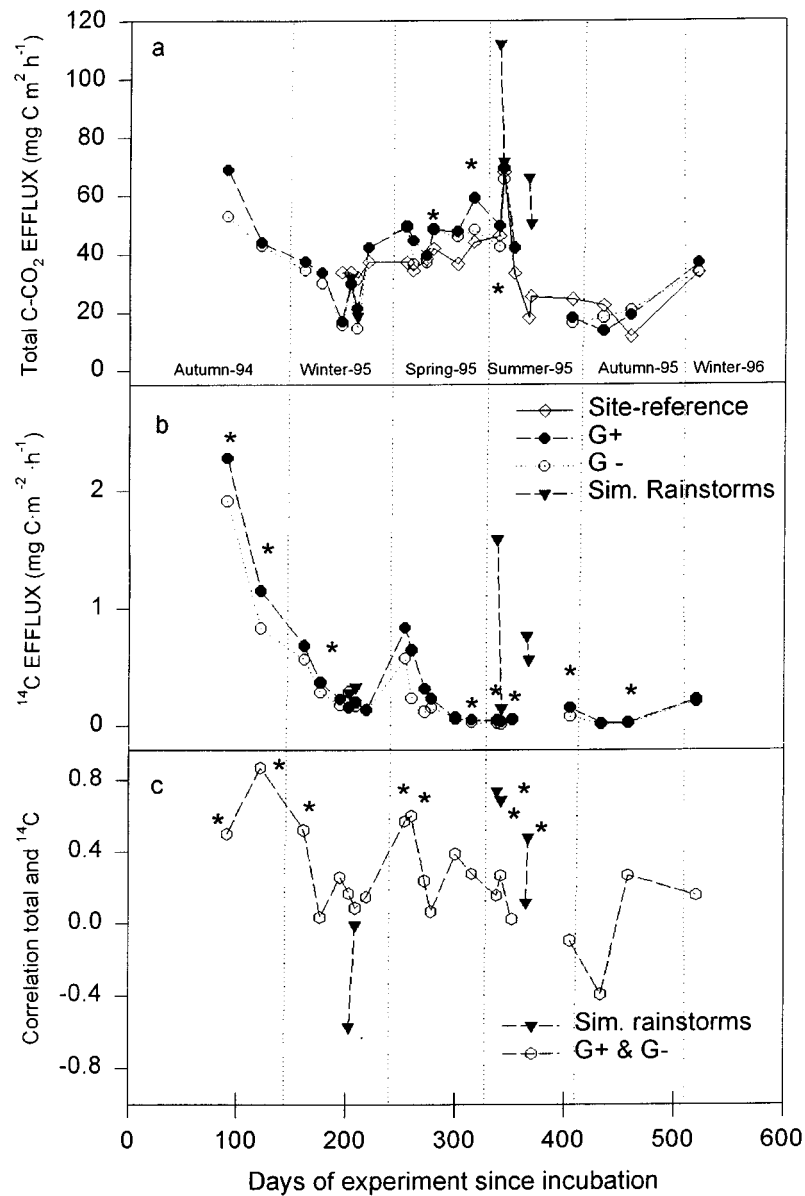 a
Total C-CO₂ EFFLUX (mg C m² h⁻¹)
120
100
80
60
40
20
0
*
*
*
Autumn-94
Winter-95
Spring-95
Summer-95
Autumn-95
Winter-96
b
¹⁴C EFFLUX (mg C·m⁻² ·h⁻¹)
2
1
0
Site-reference
G+
G -
Sim. Rainstorms
*
*
*
*
*
*
*
*
c
Correlation total and ¹⁴C
0.8
0.4
0.0
-0.4
-0.8
*
*
*
*
*
*
*
*
Sim. rainstorms
G+ & G-
0
100
200
300
400
500
600
Days of experiment since incubation